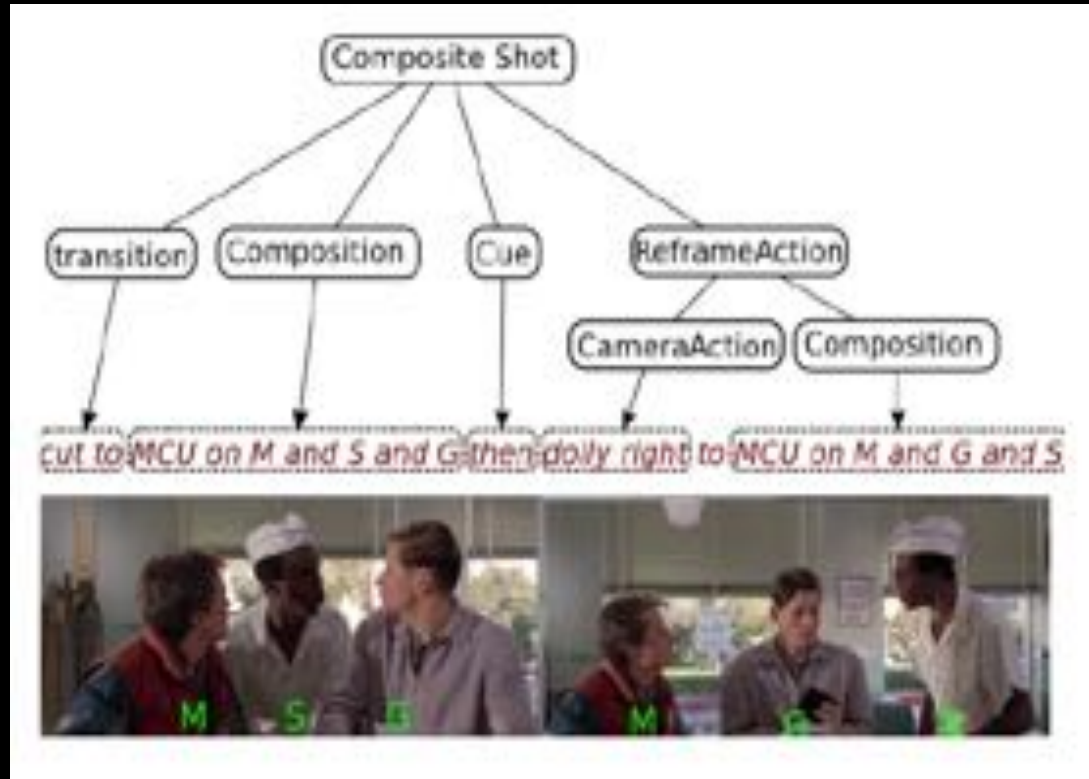 Composite Shot
transition Composition Cue ReframeAction
CameraAction Composition
cut to MCU on M and S and G then dolly right to MCU on M and G and S
M S G M G